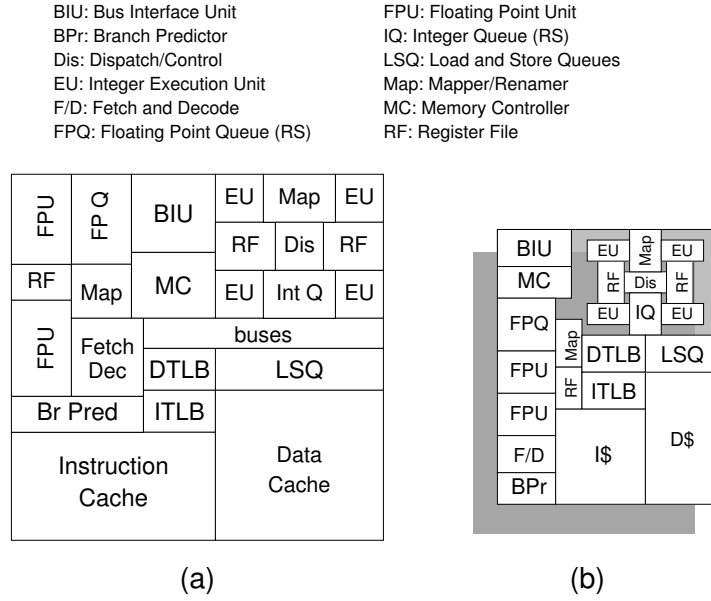 BIU: Bus Interface Unit
BPr: Branch Predictor
Dis: Dispatch/Control
EU: Integer Execution Unit
F/D: Fetch and Decode
FPQ: Floating Point Queue (RS)
FPU: Floating Point Unit
IQ: Integer Queue (RS)
LSQ: Load and Store Queues
Map: Mapper/Renamer
MC: Memory Controller
RF: Register File
FPU
FP Q
BIU
EU
Map
EU
RF
Dis
RF
RF
Map
MC
EU
Int Q
EU
FPU
Fetch
Dec
buses
DTLB
LSQ
Br Pred
ITLB
Instruction
Cache
Data
Cache
(a)
BIU
EU
Map
EU
MC
RF
Dis
RF
FPQ
EU
IQ
EU
Map
DTLB
LSQ
FPU
RF
ITLB
FPU
F/D
I$
D$
BPr
(b)